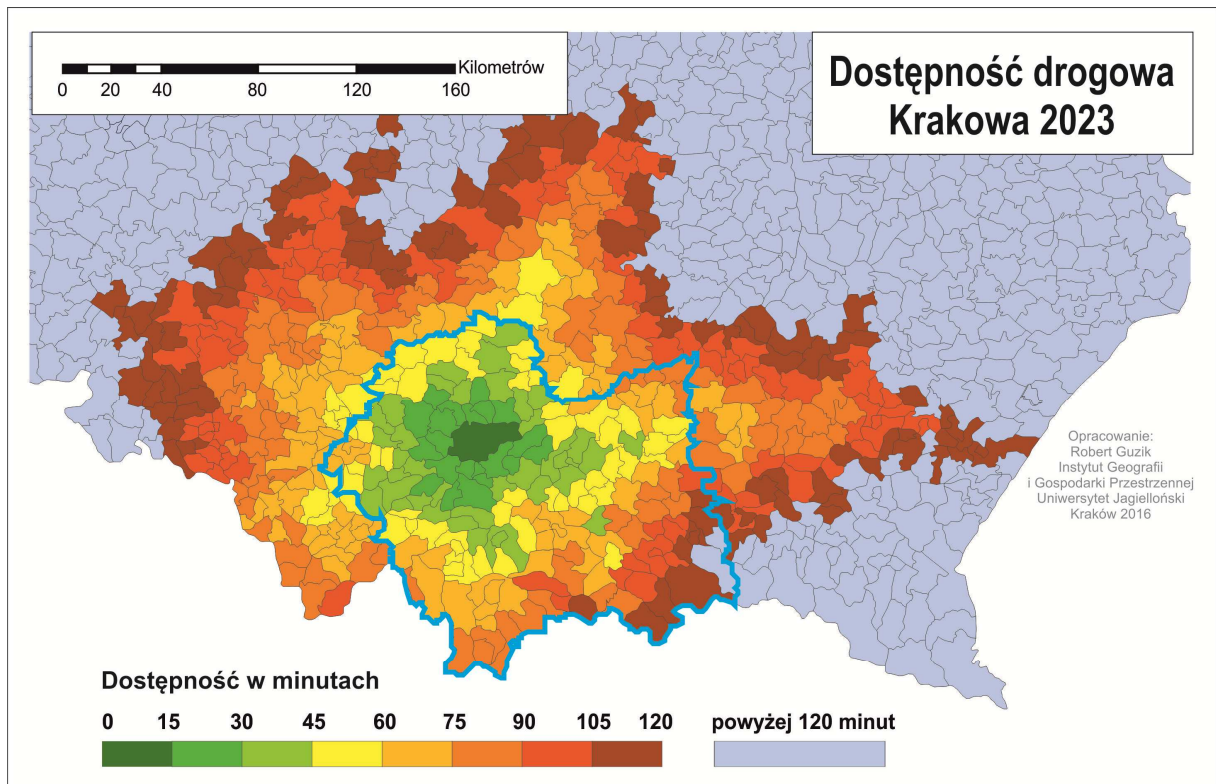 Kilometrów
0 20 40 80 120 160
Dostępność drogowa
Krakowa 2023
Opracowanie:
Robert Guzik
Instytut Geografii
i Gospodarki Przestrzennej
Uniwersytet Jagielloński
Kraków 2016
Dostępność w minutach
0 15 30 45 60 75 90 105 120
powyżej 120 minut